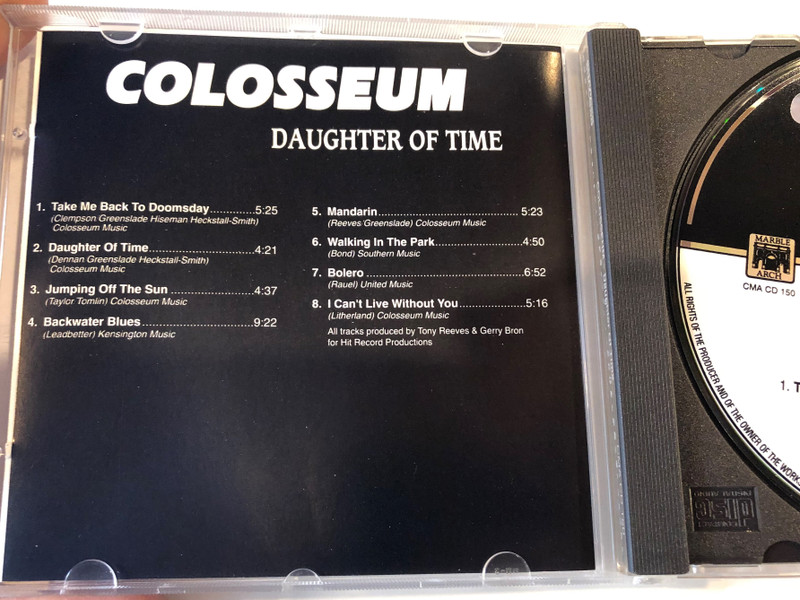 COLOSSEUM
DAUGHTER OF TIME
1. Take Me Back To Doomsday..............5:25
(Clempson Greenslade Hiseman Heckstall-Smith)
Colosseum Music
2. Daughter Of Time................................4:21
(Dennan Greenslade Heckstall-Smith)
Colosseum Music
3. Jumping Off The Sun .........................4:37
(Taylor Tomlin) Colosseum Music
4. Backwater Blues..................................9:22
(Leadbetter) Kensington Music
5. Mandarin.......................................... 5:23
(Reeves Greenslade) Colosseum Music
6. Walking In The Park..........................4:50
(Bond) Southern Music
7. Bolero ................................................6:52
(Rauel) United Music
8. I Can't Live Without You....................5:16
(Litherland) Colosseum Music
All tracks produced by Tony Reeves & Gerry Bron
for Hit Record Productions
MARBLE
ARCH
CMA CD 150
ALL RIGHTS OF THE PRODUCER AND OF THE OWNER OF THE WORKS
1. T
disc